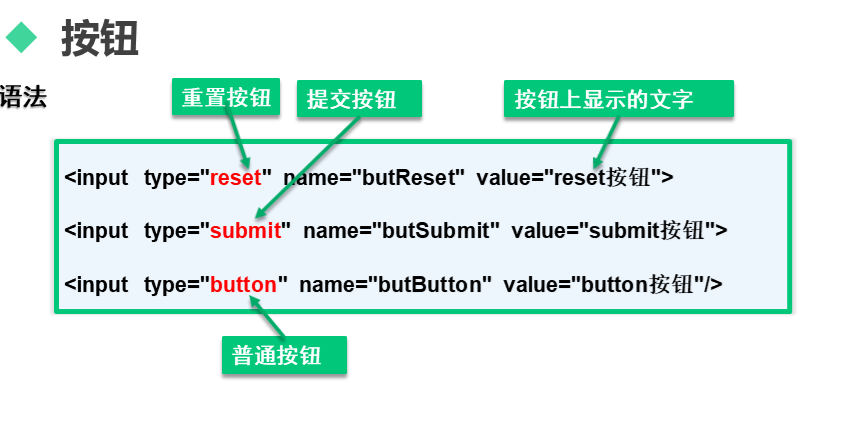 按钮
语法
重置按钮
提交按钮
按钮上显示的文字
<input type="reset" name="butReset" value="reset按钮">
<input type="submit" name="butSubmit" value="submit按钮">
<input type="button" name="butButton" value="button按钮"/>
普通按钮